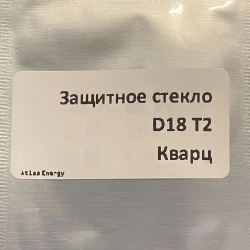 Защитное стекло
D18 T2
Кварц
Atlas Energy